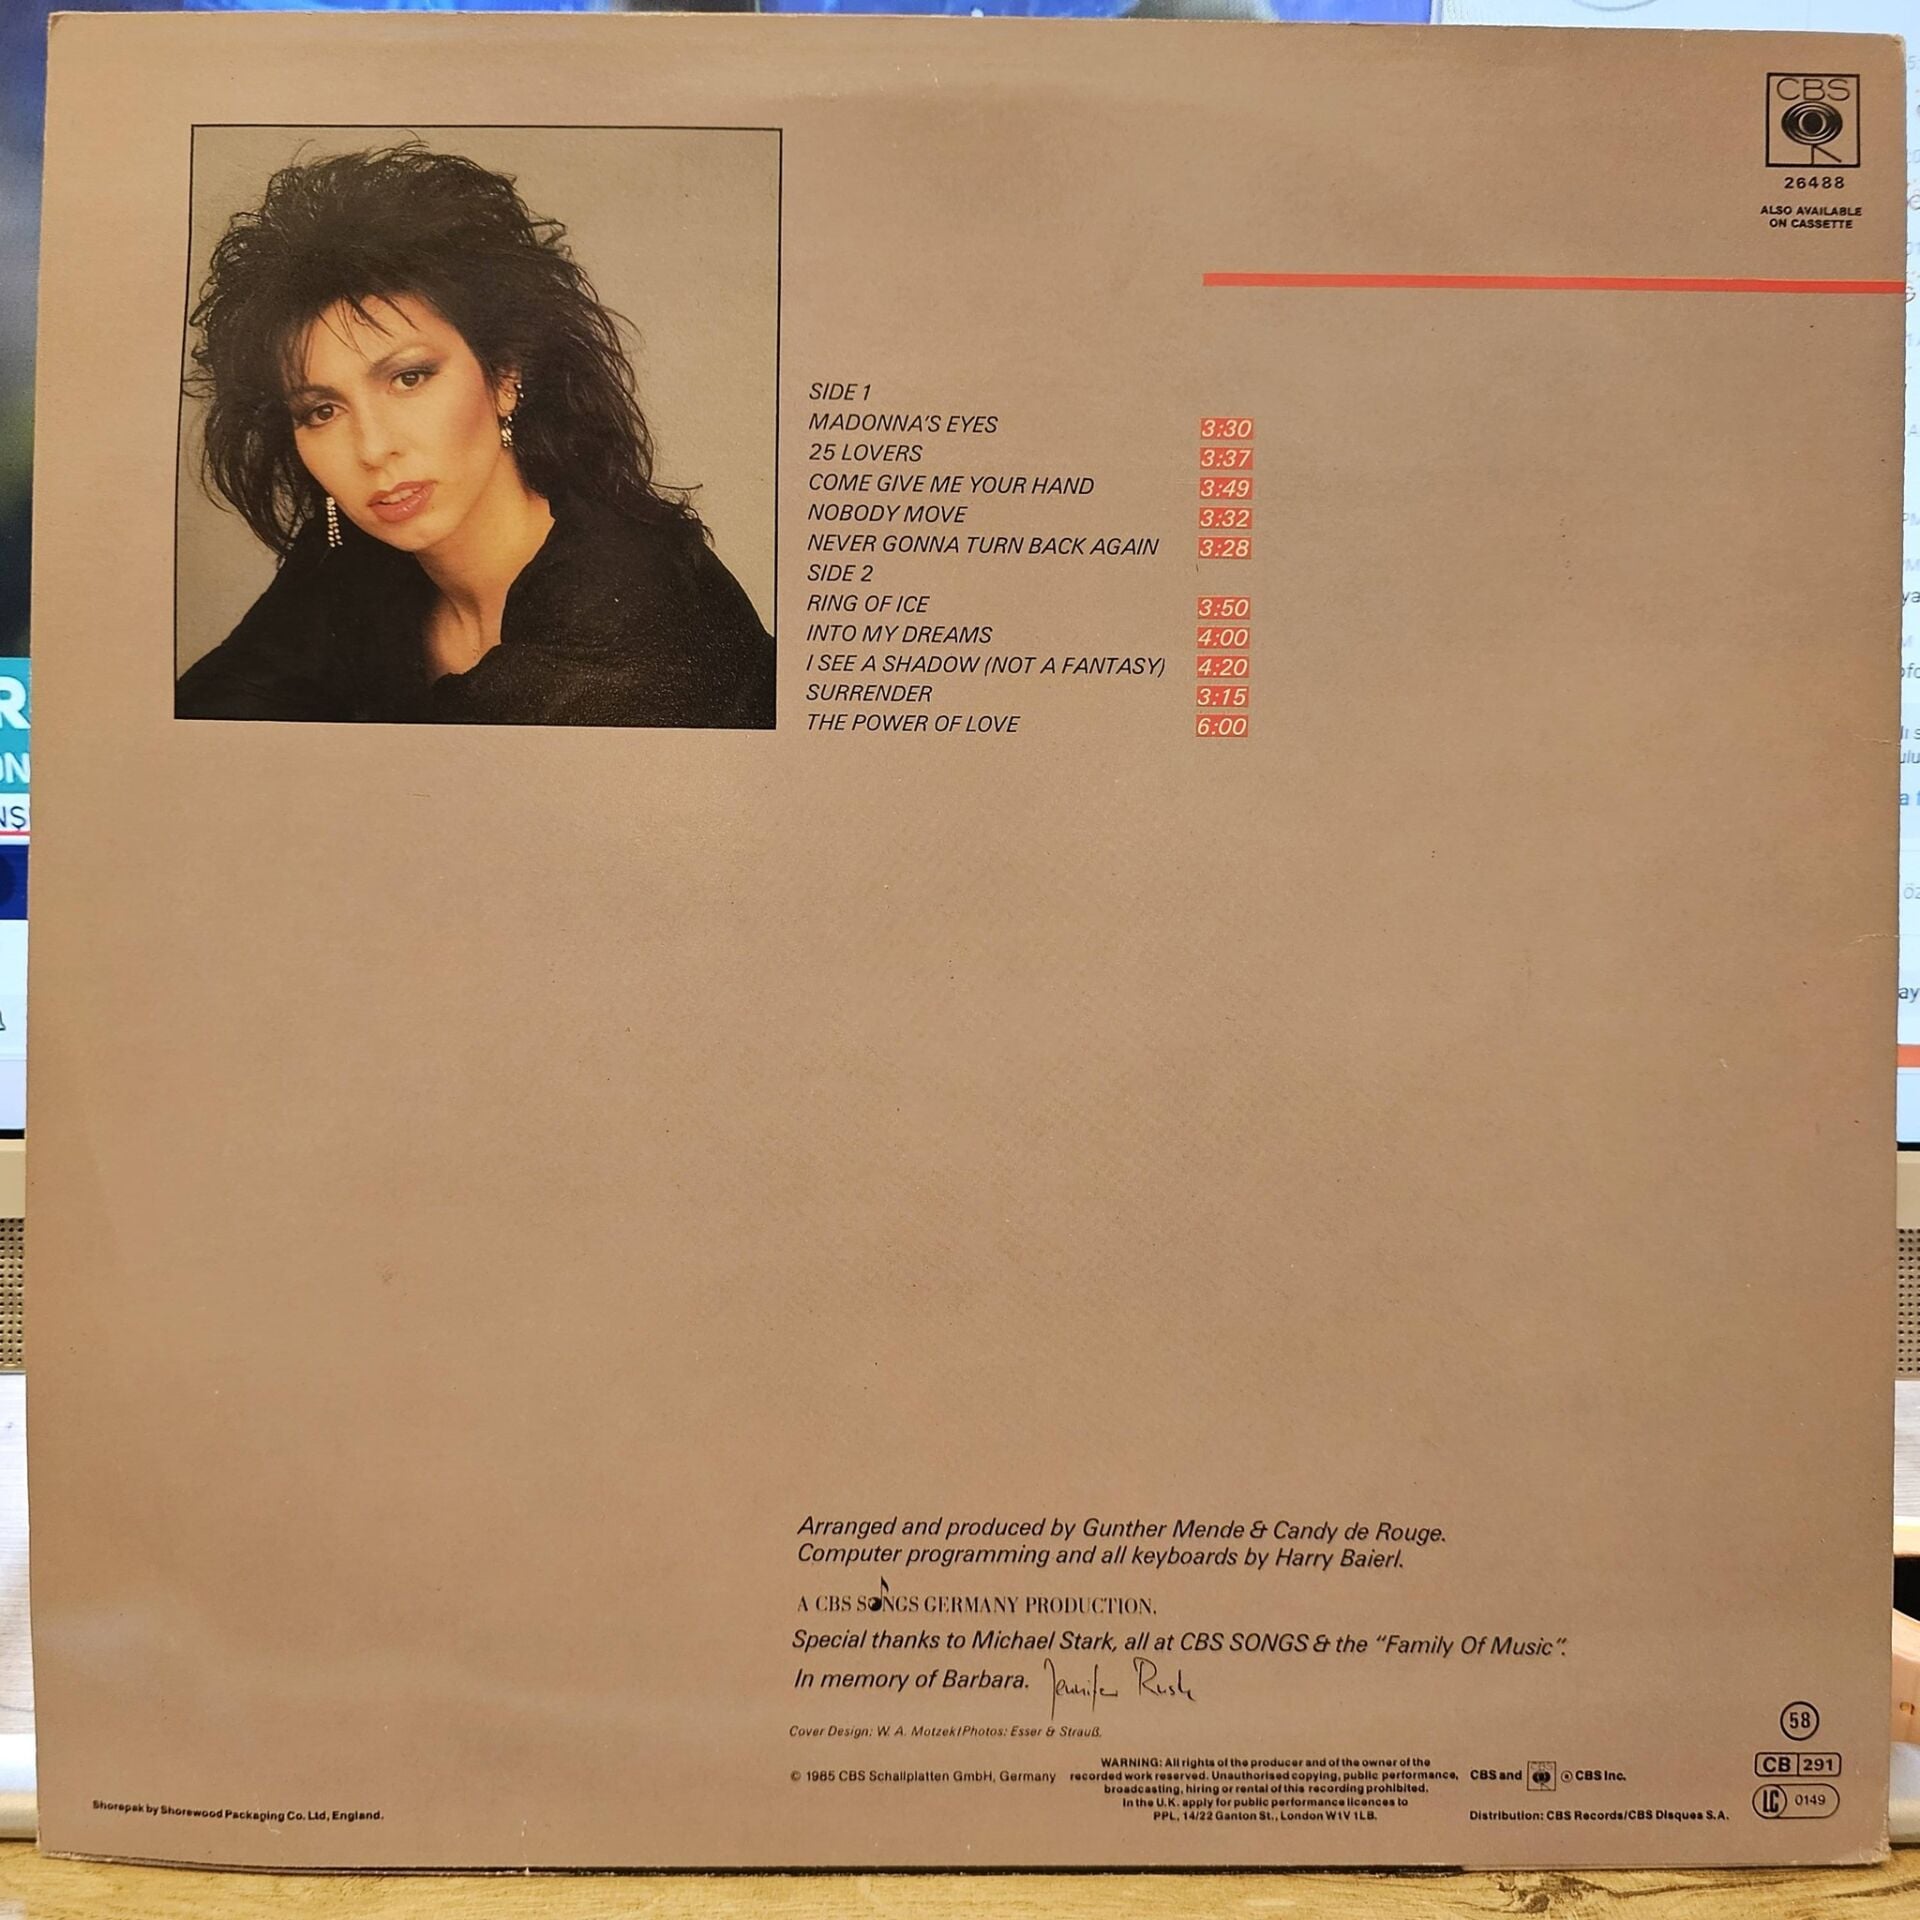 CBS
26488
ALSO AVAILABLE
ON CASSETTE
SIDE 1
MADONNA'S EYES 3:30
25 LOVERS 3:37
COME GIVE ME YOUR HAND 3:49
NOBODY MOVE 3:32
NEVER GONNA TURN BACK AGAIN 3:28
SIDE 2
RING OF ICE 3:50
INTO MY DREAMS 4:00
I SEE A SHADOW (NOT A FANTASY) 4:20
SURRENDER 3:15
THE POWER OF LOVE 6:00
Arranged and produced by Gunther Mende & Candy de Rouge.
Computer programming and all keyboards by Harry Baierl.
A CBS SONGS GERMANY PRODUCTION.
Special thanks to Michael Stark, all at CBS SONGS & the "Family Of Music".
In memory of Barbara. Jennifer Rush
Cover Design: W. A. Motzek/Photos: Esser & Strauß.
© 1985 CBS Schallplatten GmbH, Germany
WARNING: All rights of the producer and of the owner of the
recorded work reserved. Unauthorised copying, public performance,
broadcasting, hiring or rental of this recording prohibited.
In the U.K. apply for public performance licences to
PPL, 14/22 Ganton St., London W1V 1LB.
CBS and CBS ® CBS Inc.
Distribution: CBS Records/CBS Disques S.A.
58
CB 291
LC 0149
Shorepak by Shorewood Packaging Co. Ltd, England.